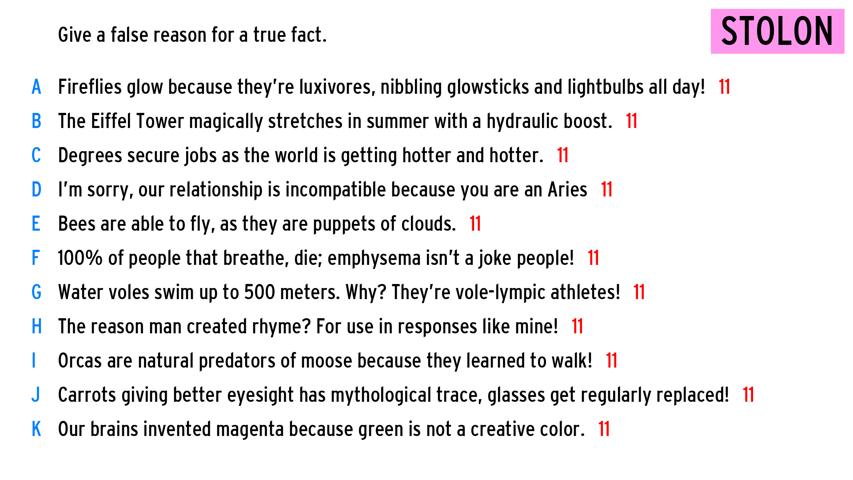 Give a false reason for a true fact.
STOLON
A Fireflies glow because they're luxivores, nibbling glowsticks and lightbulbs all day! 11
B The Eiffel Tower magically stretches in summer with a hydraulic boost. 11
C Degrees secure jobs as the world is getting hotter and hotter. 11
D I'm sorry, our relationship is incompatible because you are an Aries 11
E Bees are able to fly, as they are puppets of clouds. 11
F 100% of people that breathe, die; emphysema isn't a joke people! 11
G Water voles swim up to 500 meters. Why? They're vole-lympic athletes! 11
H The reason man created rhyme? For use in responses like mine! 11
I Orcas are natural predators of moose because they learned to walk! 11
J Carrots giving better eyesight has mythological trace, glasses get regularly replaced! 11
K Our brains invented magenta because green is not a creative color. 11